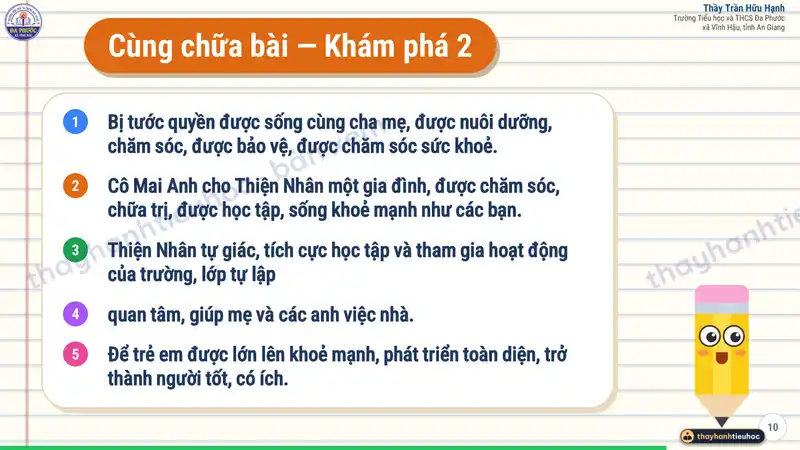 Thầy Trần Hữu Hạnh
Trường Tiểu học và THCS Đa Phước
xã Vĩnh Hậu, tỉnh An Giang
ĐA PHƯỚC
Cùng chữa bài – Khám phá 2
1 Bị tước quyền được sống cùng cha mẹ, được nuôi dưỡng,
chăm sóc, được bảo vệ, được chăm sóc sức khoẻ.
2 Cô Mai Anh cho Thiện Nhân một gia đình, được chăm sóc,
chữa trị, được học tập, sống khoẻ mạnh như các bạn.
3 Thiện Nhân tự giác, tích cực học tập và tham gia hoạt động
của trường, lớp tự lập
4 quan tâm, giúp mẹ và các anh việc nhà.
5 Để trẻ em được lớn lên khoẻ mạnh, phát triển toàn diện, trở
thành người tốt, có ích.
10
thayhanhtieuhoc